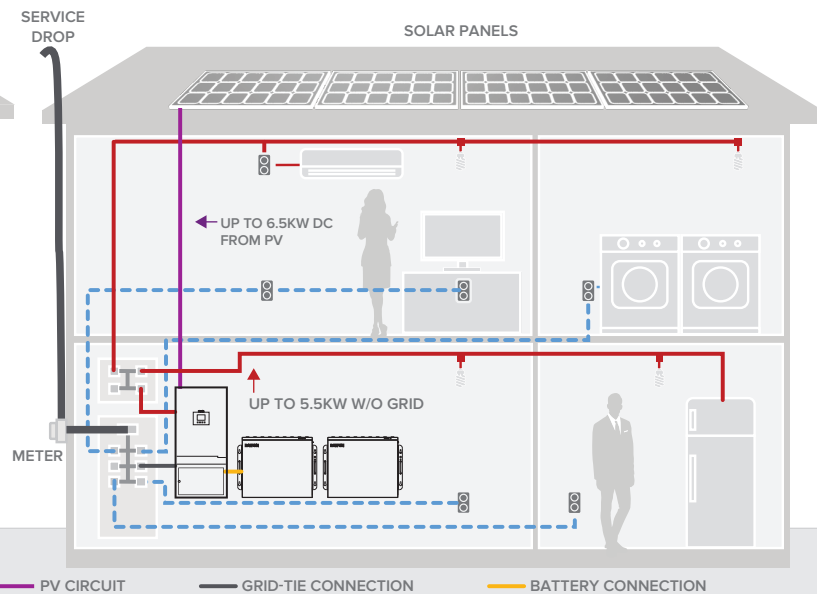 SERVICE
DROP
SOLAR PANELS
UP TO 6.5KW DC
FROM PV
UP TO 5.5KW W/O GRID
METER
PV CIRCUIT
GRID-TIE CONNECTION
BATTERY CONNECTION